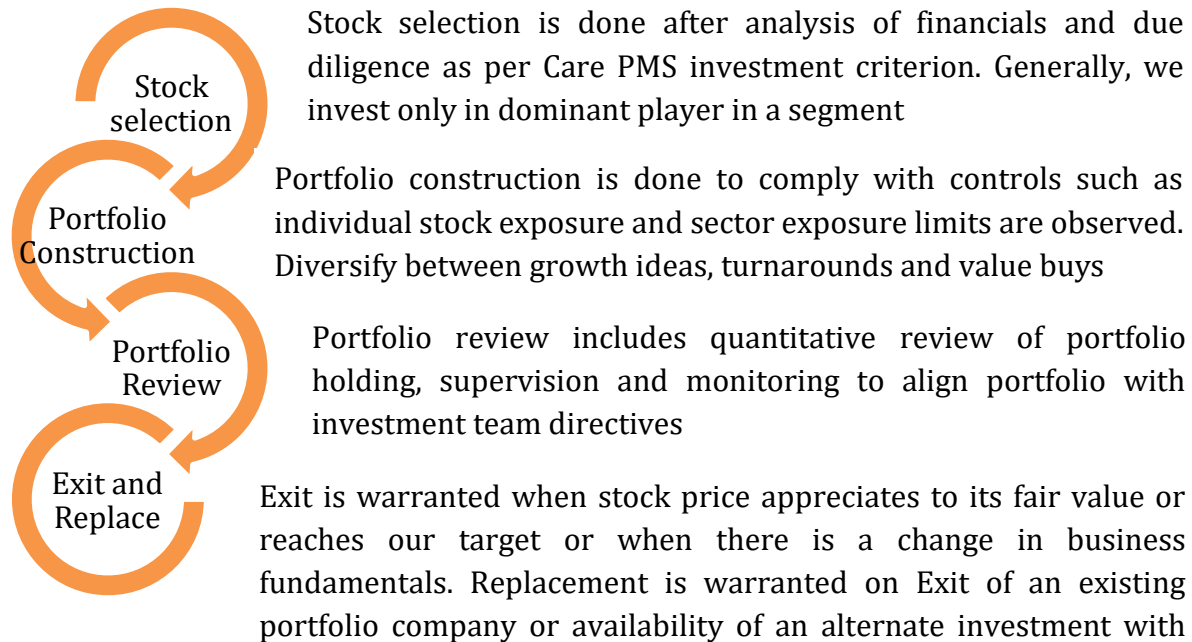 Stock
selection
Stock selection is done after analysis of financials and due
diligence as per Care PMS investment criterion. Generally, we
invest only in dominant player in a segment
Portfolio
Construction
Portfolio construction is done to comply with controls such as
individual stock exposure and sector exposure limits are observed.
Diversify between growth ideas, turnarounds and value buys
Portfolio
Review
Portfolio review includes quantitative review of portfolio
holding, supervision and monitoring to align portfolio with
investment team directives
Exit and
Replace
Exit is warranted when stock price appreciates to its fair value or
reaches our target or when there is a change in business
fundamentals. Replacement is warranted on Exit of an existing
portfolio company or availability of an alternate investment with